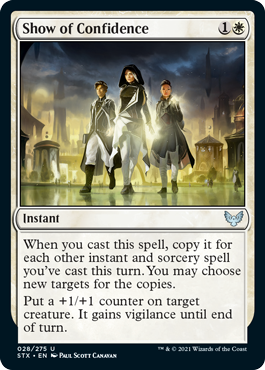 Show of Confidence 1
Instant
When you cast this spell, copy it for
each other instant and sorcery spell
you've cast this turn. You may choose
new targets for the copies.
Put a +1/+1 counter on target
creature. It gains vigilance until end
of turn.
028/275 U
STX • EN Paul Scott Canavan
™ & © 2021 Wizards of the Coast